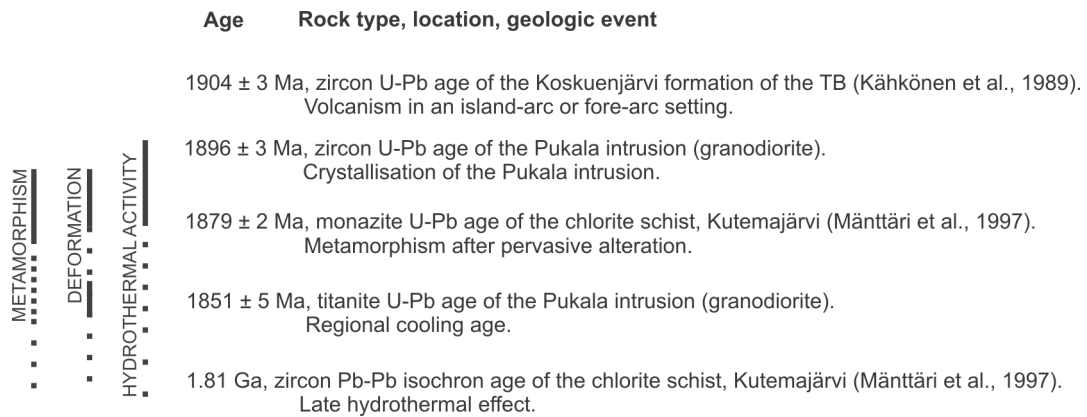 Age Rock type, location, geologic event
1904 ± 3 Ma, zircon U-Pb age of the Koskuenjärvi formation of the TB (Kähkönen et al., 1989).
Volcanism in an island-arc or fore-arc setting.
1896 ± 3 Ma, zircon U-Pb age of the Pukala intrusion (granodiorite).
Crystallisation of the Pukala intrusion.
1879 ± 2 Ma, monazite U-Pb age of the chlorite schist, Kutemajärvi (Mänttäri et al., 1997).
Metamorphism after pervasive alteration.
1851 ± 5 Ma, titanite U-Pb age of the Pukala intrusion (granodiorite).
Regional cooling age.
1.81 Ga, zircon Pb-Pb isochron age of the chlorite schist, Kutemajärvi (Mänttäri et al., 1997).
Late hydrothermal effect.
METAMORPHISM
DEFORMATION
HYDROTHERMAL ACTIVITY